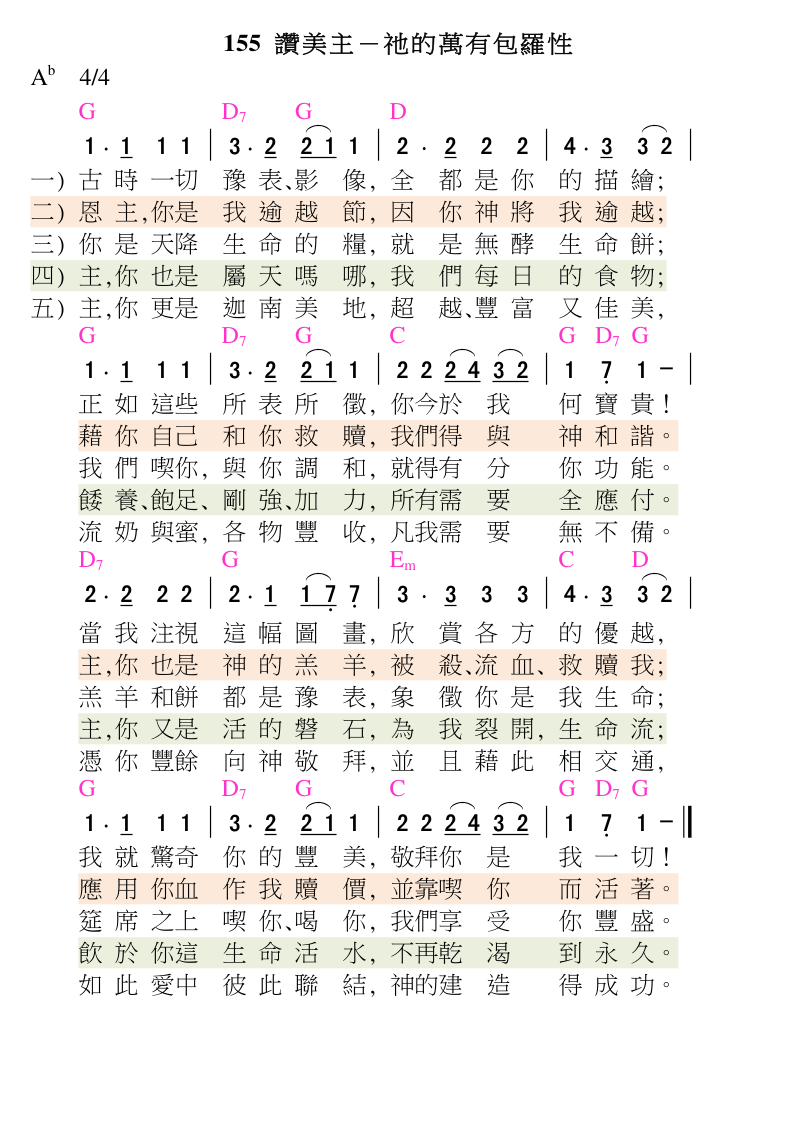 155 讚美主－祂的萬有包羅性
A♭ 4/4
G D7 G D
1 · 1 1 1 | 3 · 2 2 1 1 | 2 · 2 2 2 | 4 · 3 3 2 |
一) 古時一切豫表、影像, 全都是你的描繪;
二) 恩主,你是我逾越節, 因你神將我逾越;
三) 你是天降生命的糧, 就是無酵生命餅;
四) 主,你也是屬天嗎哪, 我們每日的食物;
五) 主,你更是迦南美地, 超越、豐富又佳美,
G D7 G C G D7 G
1 · 1 1 1 | 3 · 2 2 1 1 | 2 2 2 4 3 2 | 1 7̣ 1 － |
正如這些所表所徵, 你今於我何寶貴!
藉你自己和你救贖, 我們得與神和諧。
我們喫你, 與你調和, 就得有分你功能。
餧養、飽足、剛強、加力, 所有需要全應付。
流奶與蜜, 各物豐收, 凡我需要無不備。
D7 G Em C D
2 · 2 2 2 | 2 · 1 1 7̣ 7̣ | 3 · 3 3 3 | 4 · 3 3 2 |
當我注視這幅圖畫, 欣賞各方的優越,
主,你也是神的羔羊, 被殺、流血、救贖我;
羔羊和餅都是豫表, 象徵你是我生命;
主,你又是活的磐石, 為我裂開, 生命流;
憑你豐餘向神敬拜, 並且藉此相交通,
G D7 G C G D7 G
1 · 1 1 1 | 3 · 2 2 1 1 | 2 2 2 4 3 2 | 1 7̣ 1 － ‖
我就驚奇你的豐美, 敬拜你是我一切!
應用你血作我贖價, 並靠喫你而活著。
筵席之上喫你、喝你, 我們享受你豐盛。
飲於你這生命活水, 不再乾渴到永久。
如此愛中彼此聯結, 神的建造得成功。